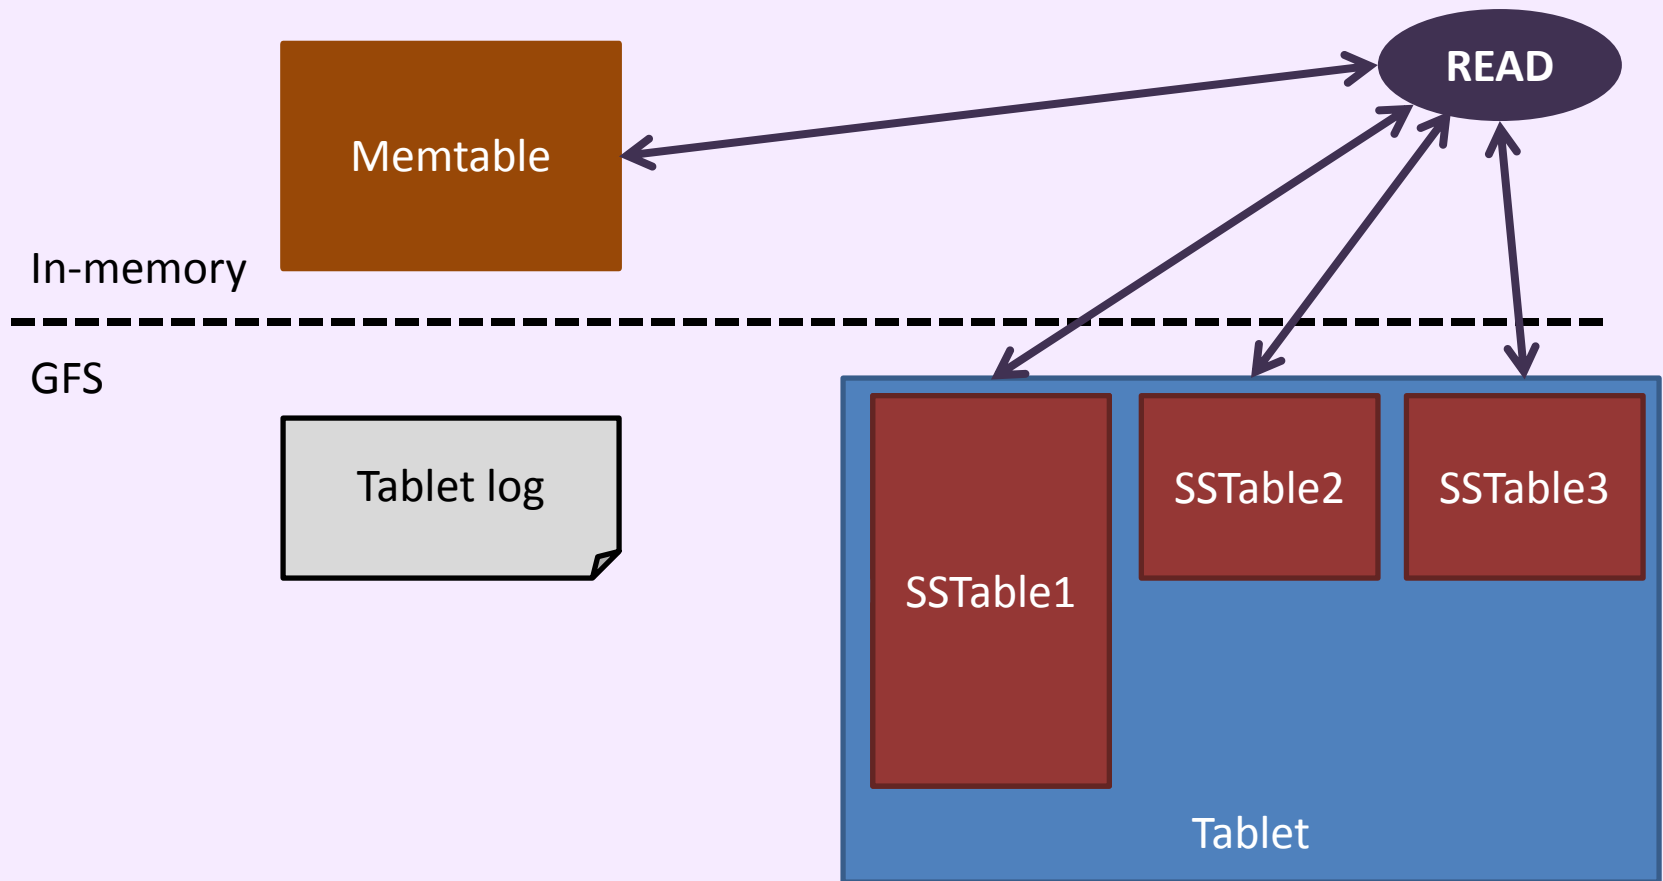 READ
Memtable
In-memory
GFS
Tablet log
SSTable1
SSTable2
SSTable3
Tablet